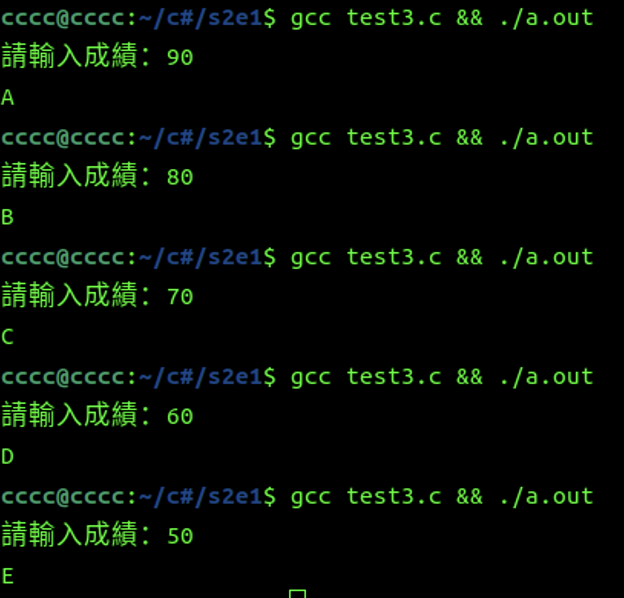 cccc@cccc:~/c#/s2e1$ gcc test3.c && ./a.out
請輸入成績: 90
A
cccc@cccc:~/c#/s2e1$ gcc test3.c && ./a.out
請輸入成績: 80
B
cccc@cccc:~/c#/s2e1$ gcc test3.c && ./a.out
請輸入成績: 70
C
cccc@cccc:~/c#/s2e1$ gcc test3.c && ./a.out
請輸入成績: 60
D
cccc@cccc:~/c#/s2e1$ gcc test3.c && ./a.out
請輸入成績: 50
E